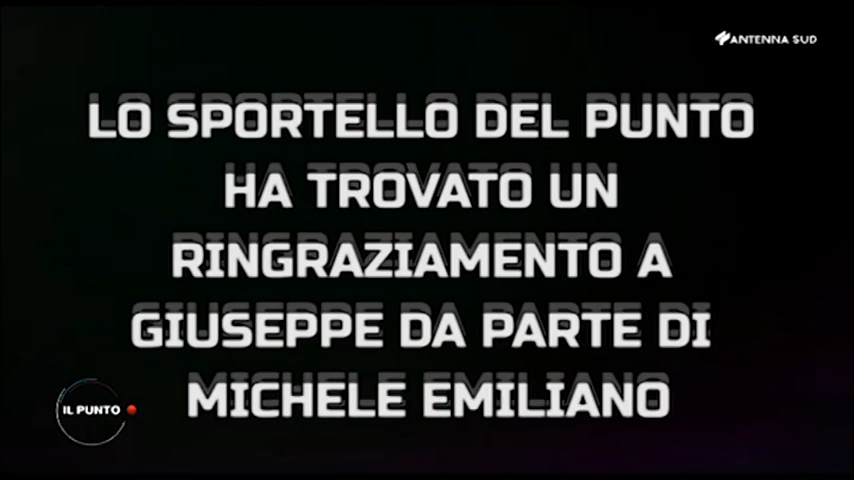 ANTENNA SUD
LO SPORTELLO DEL PUNTO
HA TROVATO UN
RINGRAZIAMENTO A
GIUSEPPE DA PARTE DI
MICHELE EMILIANO
IL PUNTO